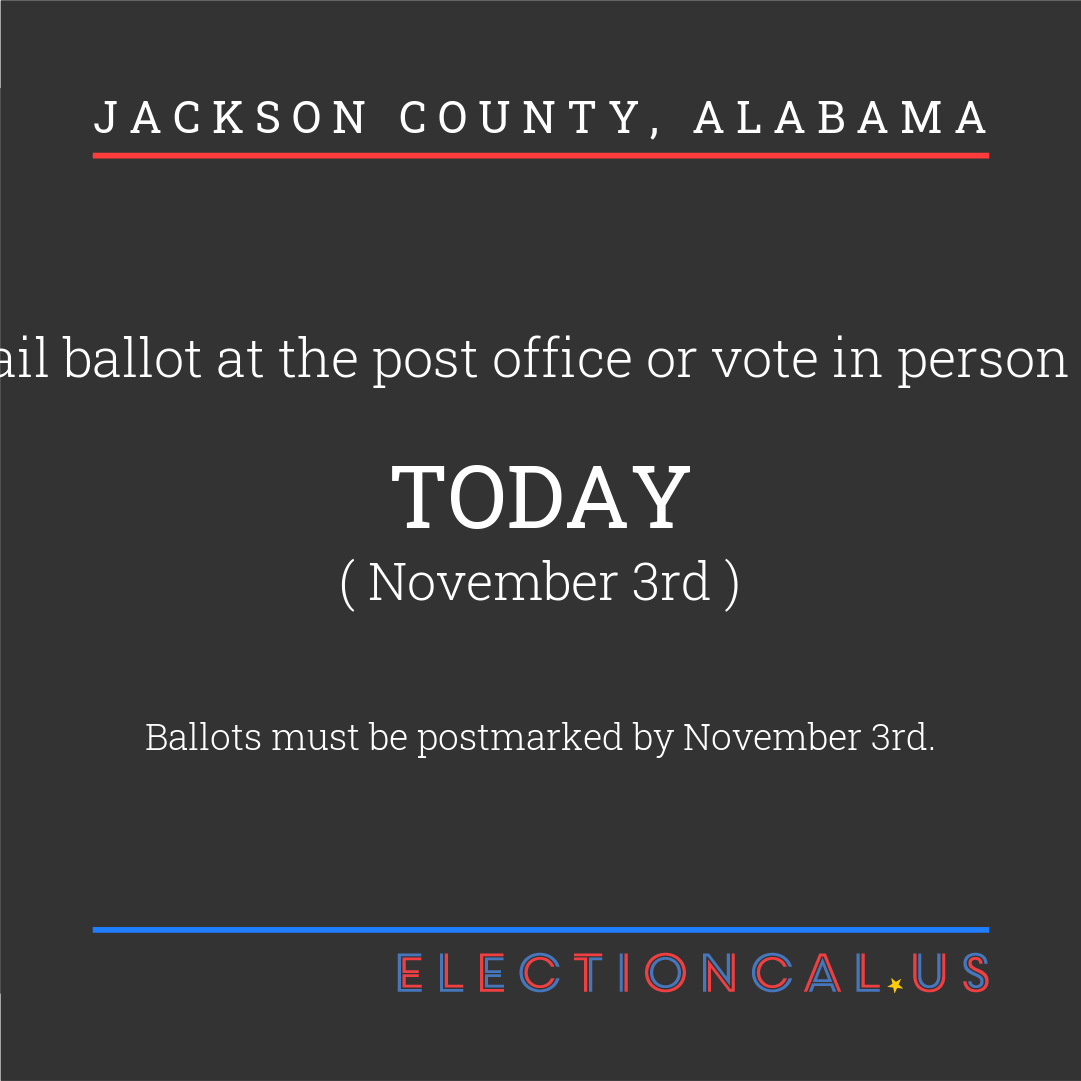 JACKSON COUNTY, ALABAMA
ail ballot at the post office or vote in person
TODAY
( November 3rd )
Ballots must be postmarked by November 3rd.
ELECTIONCAL.US